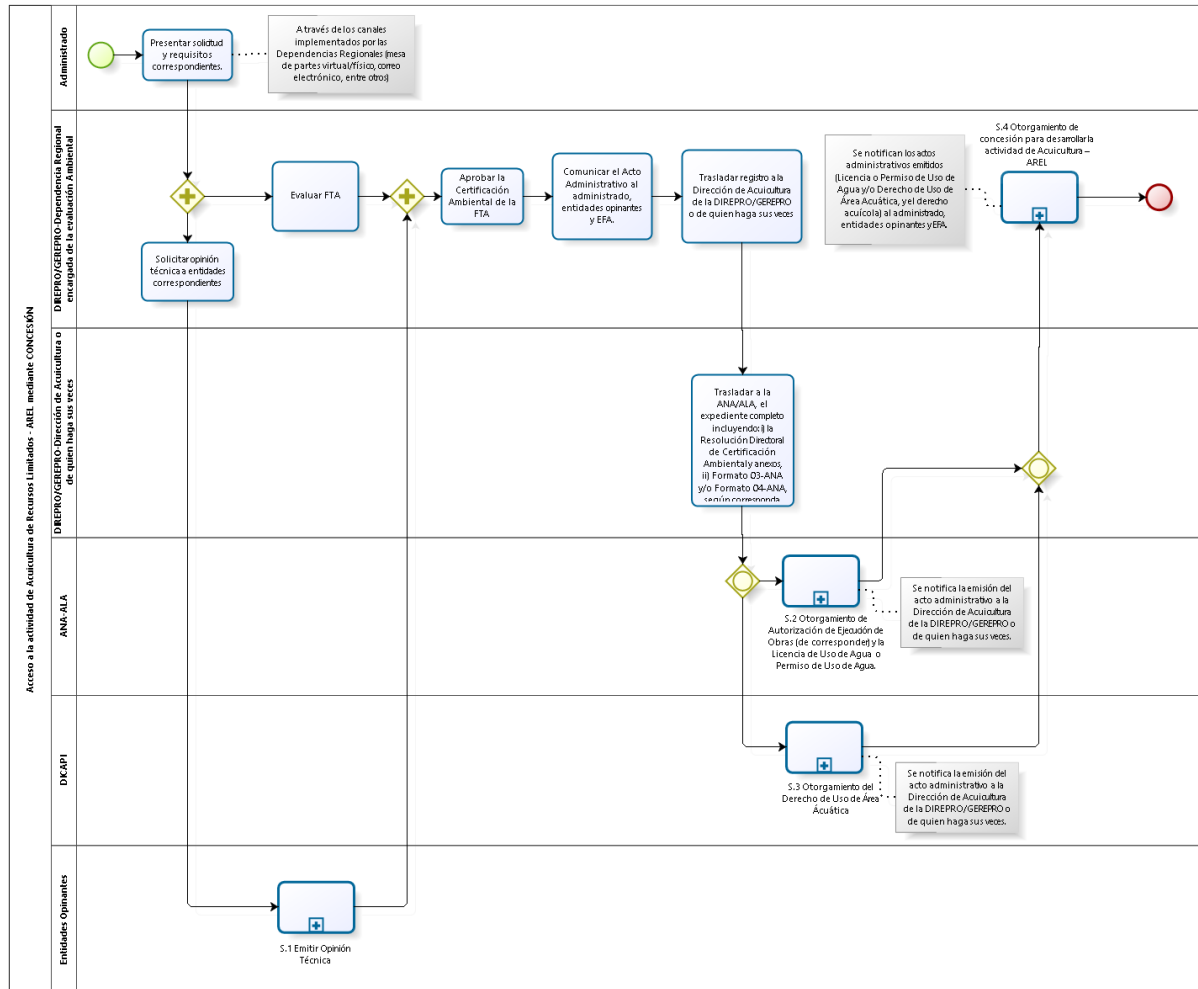 Acceso a la actividad de Acuicultura de Recursos Limitados - AREL mediante CONCESIÓN
Administrado
Presentar solicitud
y requisitos
correspondientes.
A través de los canales
implementados por las
Dependencias Regionales (mesa
de partes virtual/físico, correo
electrónico, entre otros)
DIREPRO/GEREPRO-Dependencia Regional
encargada de la evaluación Ambiental
Evaluar FTA
Solicitar opinión
técnica a entidades
correspondientes
Aprobar la
Certificación
Ambiental de la
FTA
Comunicar el Acto
Administrativo al
administrado,
entidades opinantes
y EFA.
Trasladar registro a la
Dirección de Acuicultura
de la DIREPRO/GEREPRO
o de quien haga sus veces
Se notifican los actos
administrativos emitidos
(Licencia o Permiso de Uso de
Agua y/o Derecho de Uso de
Área Acuática, y el derecho
acuícola) al administrado,
entidades opinantes y EFA.
S.4 Otorgamiento de
concesión para desarrollar la
actividad de Acuicultura –
AREL
DIREPRO/GEREPRO-Dirección de Acuicultura o
de quien haga sus veces
Trasladar a la
ANA/ALA, el
expediente completo
incluyendo: i) la
Resolución Directoral
de Certificación
Ambiental y anexos,
ii) Formato 03-ANA
y/o Formato 04-ANA,
según corresponda
ANA-ALA
S.2 Otorgamiento de
Autorización de Ejecución de
Obras (de corresponder) y la
Licencia de Uso de Agua o
Permiso de Uso de Agua.
Se notifica la emisión del
acto administrativo a la
Dirección de Acuicultura
de la DIREPRO/GEREPRO o
de quien haga sus veces.
DICAPI
S.3 Otorgamiento del
Derecho de Uso de Área
Ácuática
Se notifica la emisión del
acto administrativo a la
Dirección de Acuicultura
de la DIREPRO/GEREPRO o
de quien haga sus veces.
Entidades Opinantes
S.1 Emitir Opinión
Técnica